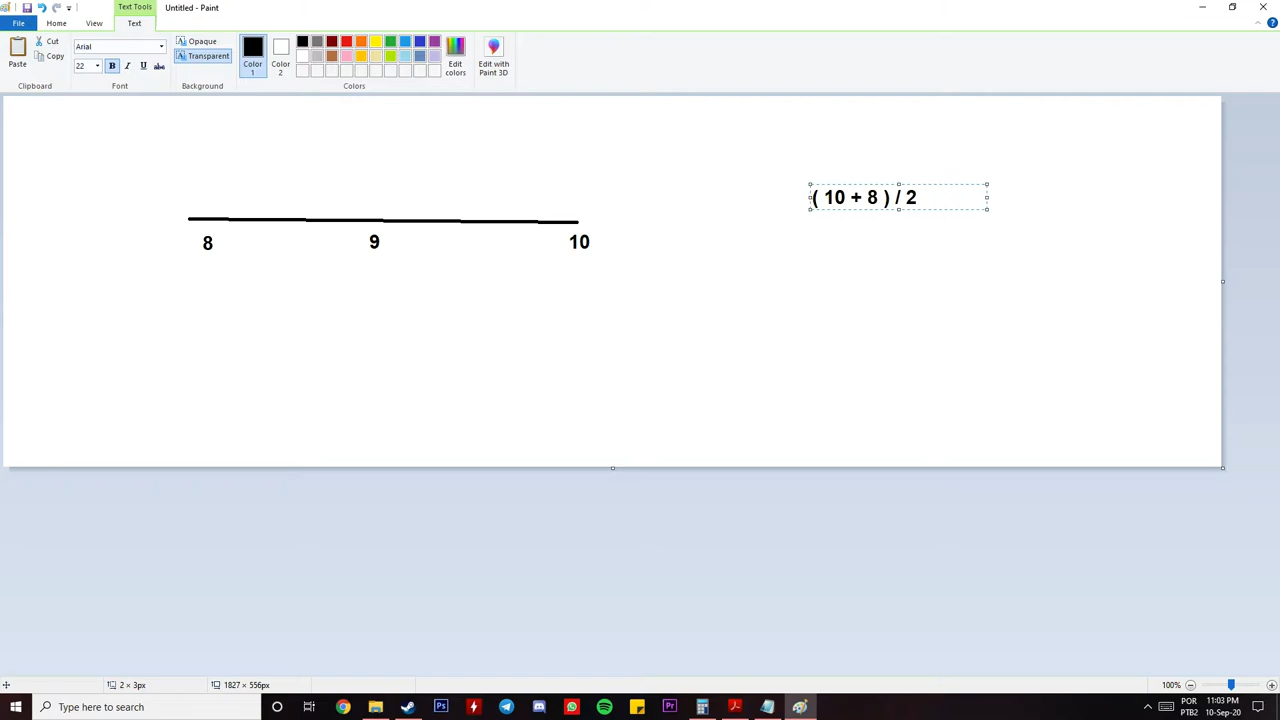 Text Tools
Untitled - Paint
File
Home
View
Text
Paste
Cut
Copy
Clipboard
Arial
22
B
I
U
abc
Font
Opaque
Transparent
Background
Color
1
Color
2
Edit
colors
Edit with
Paint 3D
Colors
( 10 + 8 ) / 2
8
9
10
2 × 3px
1827 × 556px
100%
Type here to search
Ps
Pr
POR
PTB2
11:03 PM
10-Sep-20